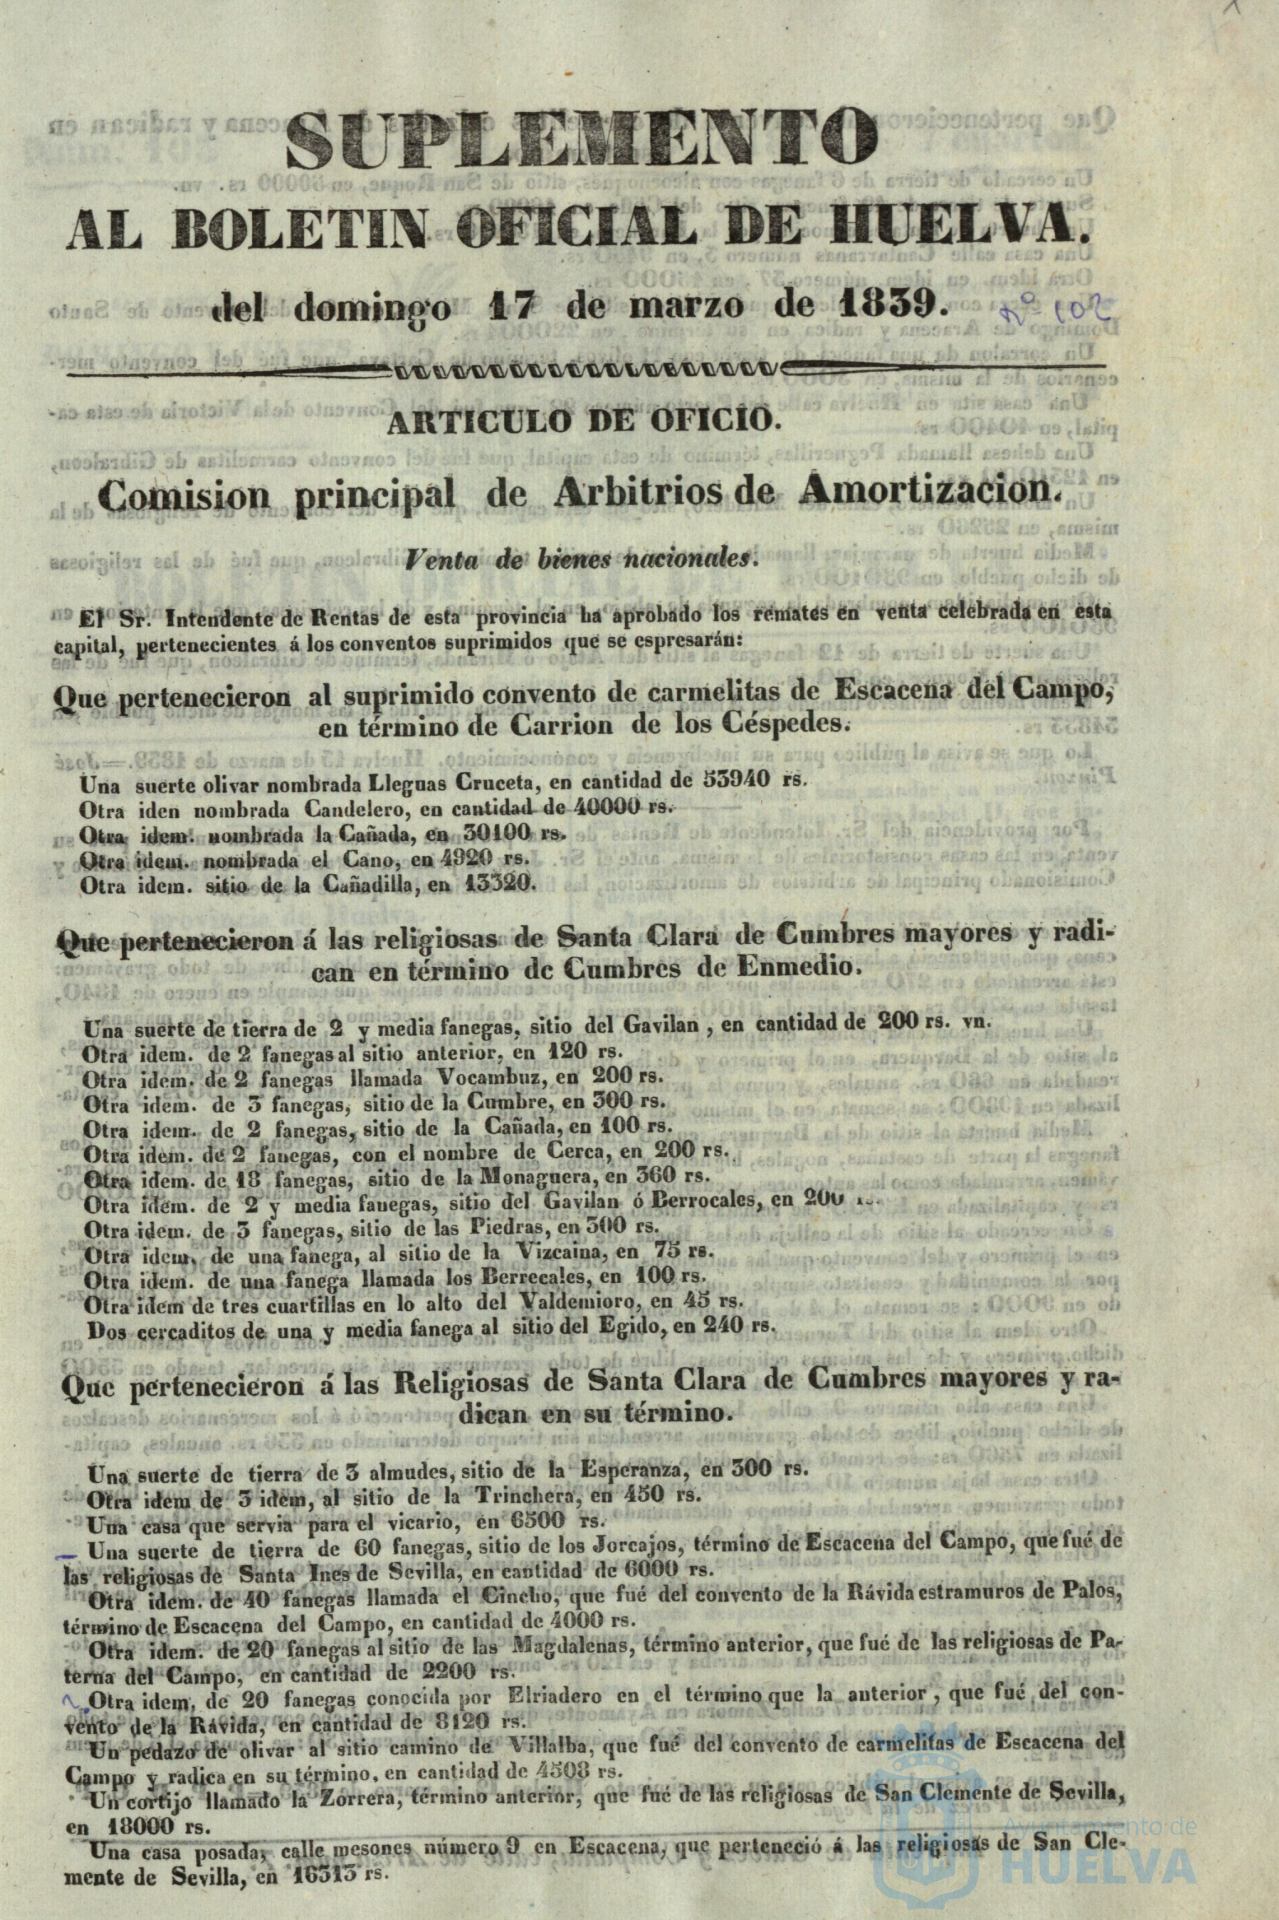 SUPLEMENTO
AL BOLETIN OFICIAL DE HUELVA.
del domingo 17 de marzo de 1839. nº 102
ARTICULO DE OFICIO.
Comision principal de Arbitrios de Amortizacion.
Venta de bienes nacionales.
El Sr. Intendente de Rentas de esta provincia ha aprobado los remates en venta celebrada en esta
capital, pertenecientes á los conventos suprimidos que se espresarán:
Que pertenecieron al suprimido convento de carmelitas de Escacena del Campo,
en término de Carrion de los Céspedes.
Una suerte olivar nombrada Lleguas Cruceta, en cantidad de 53940 rs.
Otra iden nombrada Candelero, en cantidad de 40000 rs.
Otra idem. nombrada la Cañada, en 30100 rs.
Otra idem. nombrada el Cano, en 4920 rs.
Otra idem. sitio de la Cañadilla, en 13320.
Que pertenecieron á las religiosas de Santa Clara de Cumbres mayores y radi-
can en término de Cumbres de Enmedio.
Una suerte de tierra de 2 y media fanegas, sitio del Gavilan, en cantidad de 200 rs. vn.
Otra idem. de 2 fanegas al sitio anterior, en 120 rs.
Otra idem. de 2 fanegas llamada Vocambuz, en 200 rs.
Otra idem. de 3 fanegas, sitio de la Cumbre, en 300 rs.
Otra idem. de 2 fanegas, sitio de la Cañada, en 100 rs.
Otra idem. de 2 fanegas, con el nombre de Cerca, en 200 rs.
Otra idem. de 18 fanegas, sitio de la Monaguera, en 360 rs.
Otra idem. de 2 y media fanegas, sitio del Gavilan ó Berrocales, en 200 rs.
Otra idem. de 3 fanegas, sitio de las Piedras, en 300 rs.
Otra idem. de una fanega, al sitio de la Vizcaina, en 75 rs.
Otra idem. de una fanega llamada los Berrecales, en 100 rs.
Otra idem de tres cuartillas en lo alto del Valdemioro, en 45 rs.
Dos cercaditos de una y media fanega al sitio del Egido, en 240 rs.
Que pertenecieron á las Religiosas de Santa Clara de Cumbres mayores y ra-
dican en su término.
Una suerte de tierra de 3 almudes, sitio de la Esperanza, en 300 rs.
Otra idem de 3 idem, al sitio de la Trinchera, en 450 rs.
Una casa que servia para el vicario, en 6500 rs.
Una suerte de tierra de 60 fanegas, sitio de los Jorcajos, término de Escacena del Campo, que fué de
las religiosas de Santa Ines de Sevilla, en cantidad de 6000 rs.
Otra idem. de 40 fanegas llamada el Cincho, que fué del convento de la Rávida estramuros de Palos,
término de Escacena del Campo, en cantidad de 4000 rs.
Otra idem. de 20 fanegas al sitio de las Magdalenas, término anterior, que fué de las religiosas de Pa-
terna del Campo, en cantidad de 2200 rs.
Otra idem, de 20 fanegas conocida por Elriadero en el término que la anterior, que fué del con-
vento de la Rávida, en cantidad de 8120 rs.
Un pedazo de olivar al sitio camino de Villalba, que fué del convento de carmelitas de Escacena del
Campo y radica en su término, en cantidad de 4508 rs.
Un cortijo llamado la Zorrera, término anterior, que fué de las religiosas de San Clemente de Sevilla,
en 18000 rs.
Una casa posada, calle mesones número 9 en Escacena, que perteneció á las religiosas de San Cle-
mente de Sevilla, en 16313 rs.
Ayuntamiento de
HUELVA